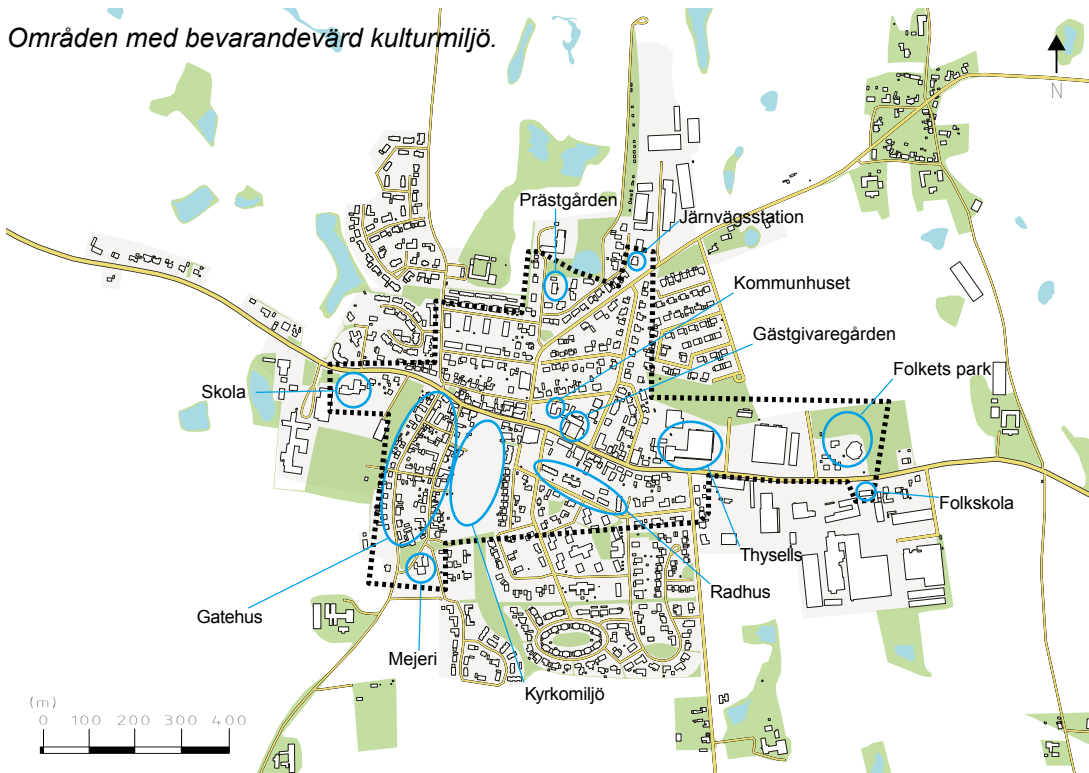 Områden med bevarandevärd kulturmiljö.
N
Prästgården
Järnvägsstation
Kommunhuset
Gästgivaregården
Folkets park
Skola
Folkskola
Thysells
Radhus
Gatehus
Mejeri
Kyrkomiljö
(m)
0 100 200 300 400